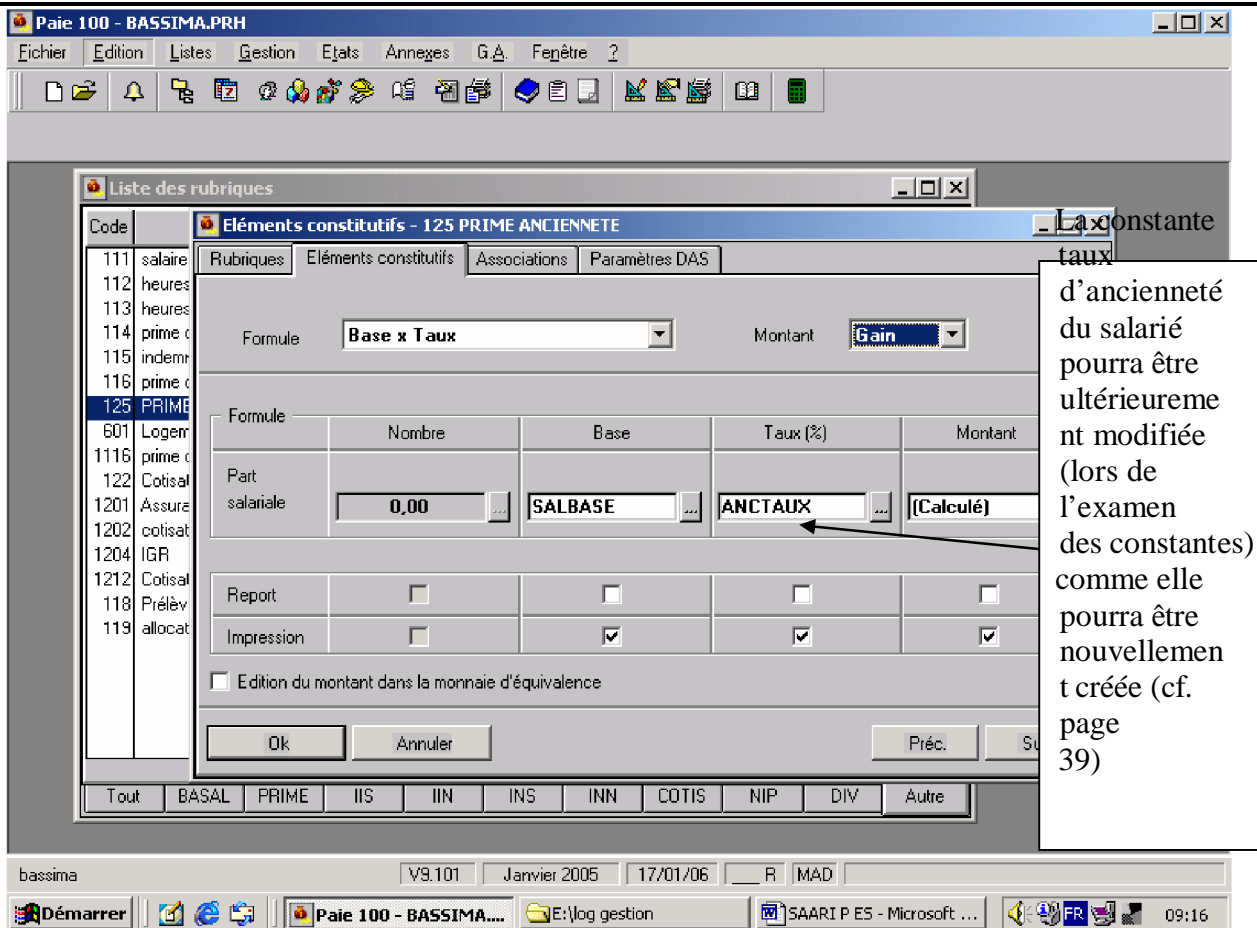 Paie 100 - BASSIMA.PRH
Fichier Edition Listes Gestion Etats Annexes G.A. Fenêtre ?
Liste des rubriques
Code
Eléments constitutifs - 125 PRIME ANCIENNETE
Rubriques Eléments constitutifs Associations Paramètres DAS
111 salaire
112 heures
113 heures
114 prime d
115 indemn
116 prime d
125 PRIME
601 Logem
1116 prime d
122 Cotisat
1201 Assura
1202 cotisat
1204 IGR
1212 Cotisat
118 Prélèv
119 allocat
Formule Base x Taux Montant Gain
Formule
Nombre Base Taux (%) Montant
Part
salariale 0,00 ... SALBASE ... ANCTAUX ... (Calculé)
Report
Impression
Edition du montant dans la monnaie d'équivalence
Ok Annuler Préc. Su
Tout BASAL PRIME IIS IIN INS INN COTIS NIP DIV Autre
La constante
taux
d’ancienneté
du salarié
pourra être
ultérieureme
nt modifiée
(lors de
l’examen
des constantes)
comme elle
pourra être
nouvellemen
t créée (cf.
page
39)
bassima V9.101 Janvier 2005 17/01/06 ___ R MAD
Démarrer Paie 100 - BASSIMA.... E:\log gestion SAARI P ES - Microsoft ... FR 09:16